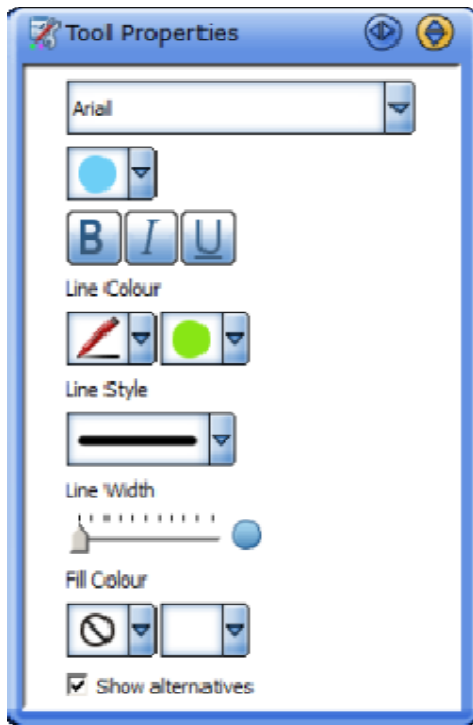 Tool Properties
Arial
B I U
Line Colour
Line Style
Line Width
Fill Colour
Show alternatives